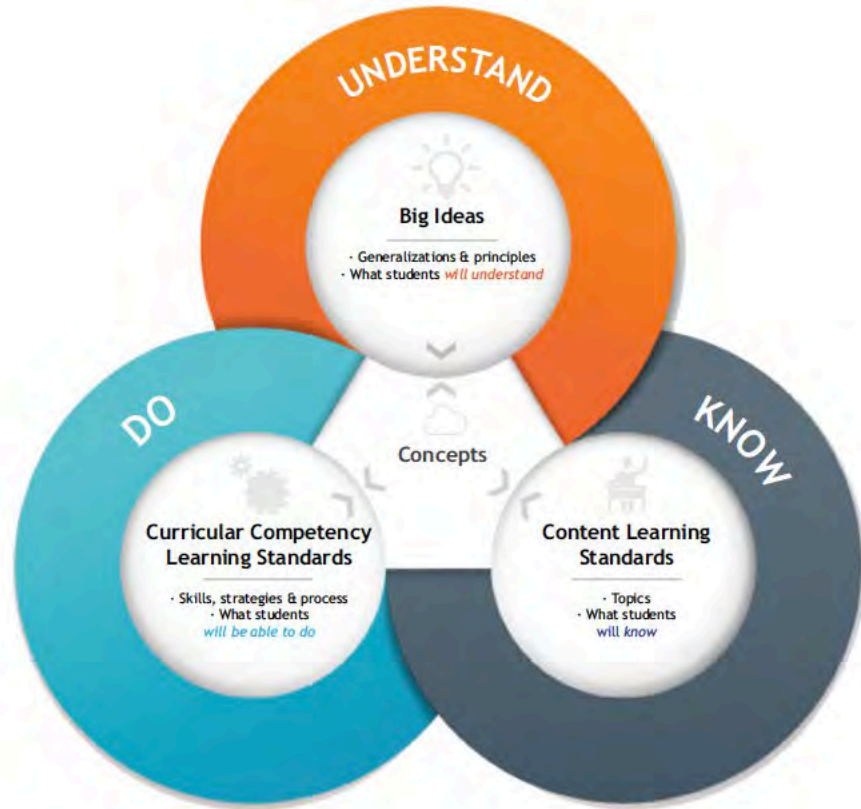 UNDERSTAND
Big Ideas
· Generalizations & principles
· What students will understand
DO
KNOW
Concepts
Curricular Competency
Learning Standards
· Skills, strategies & process
· What students
will be able to do
Content Learning
Standards
· Topics
· What students
will know